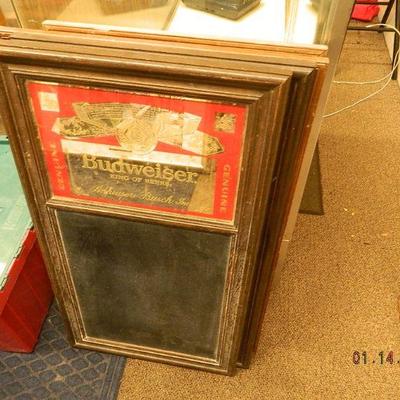 GENUINE
GENUINE
Budweiser
KING OF BEERS
Anheuser-Busch, Inc.
01.14